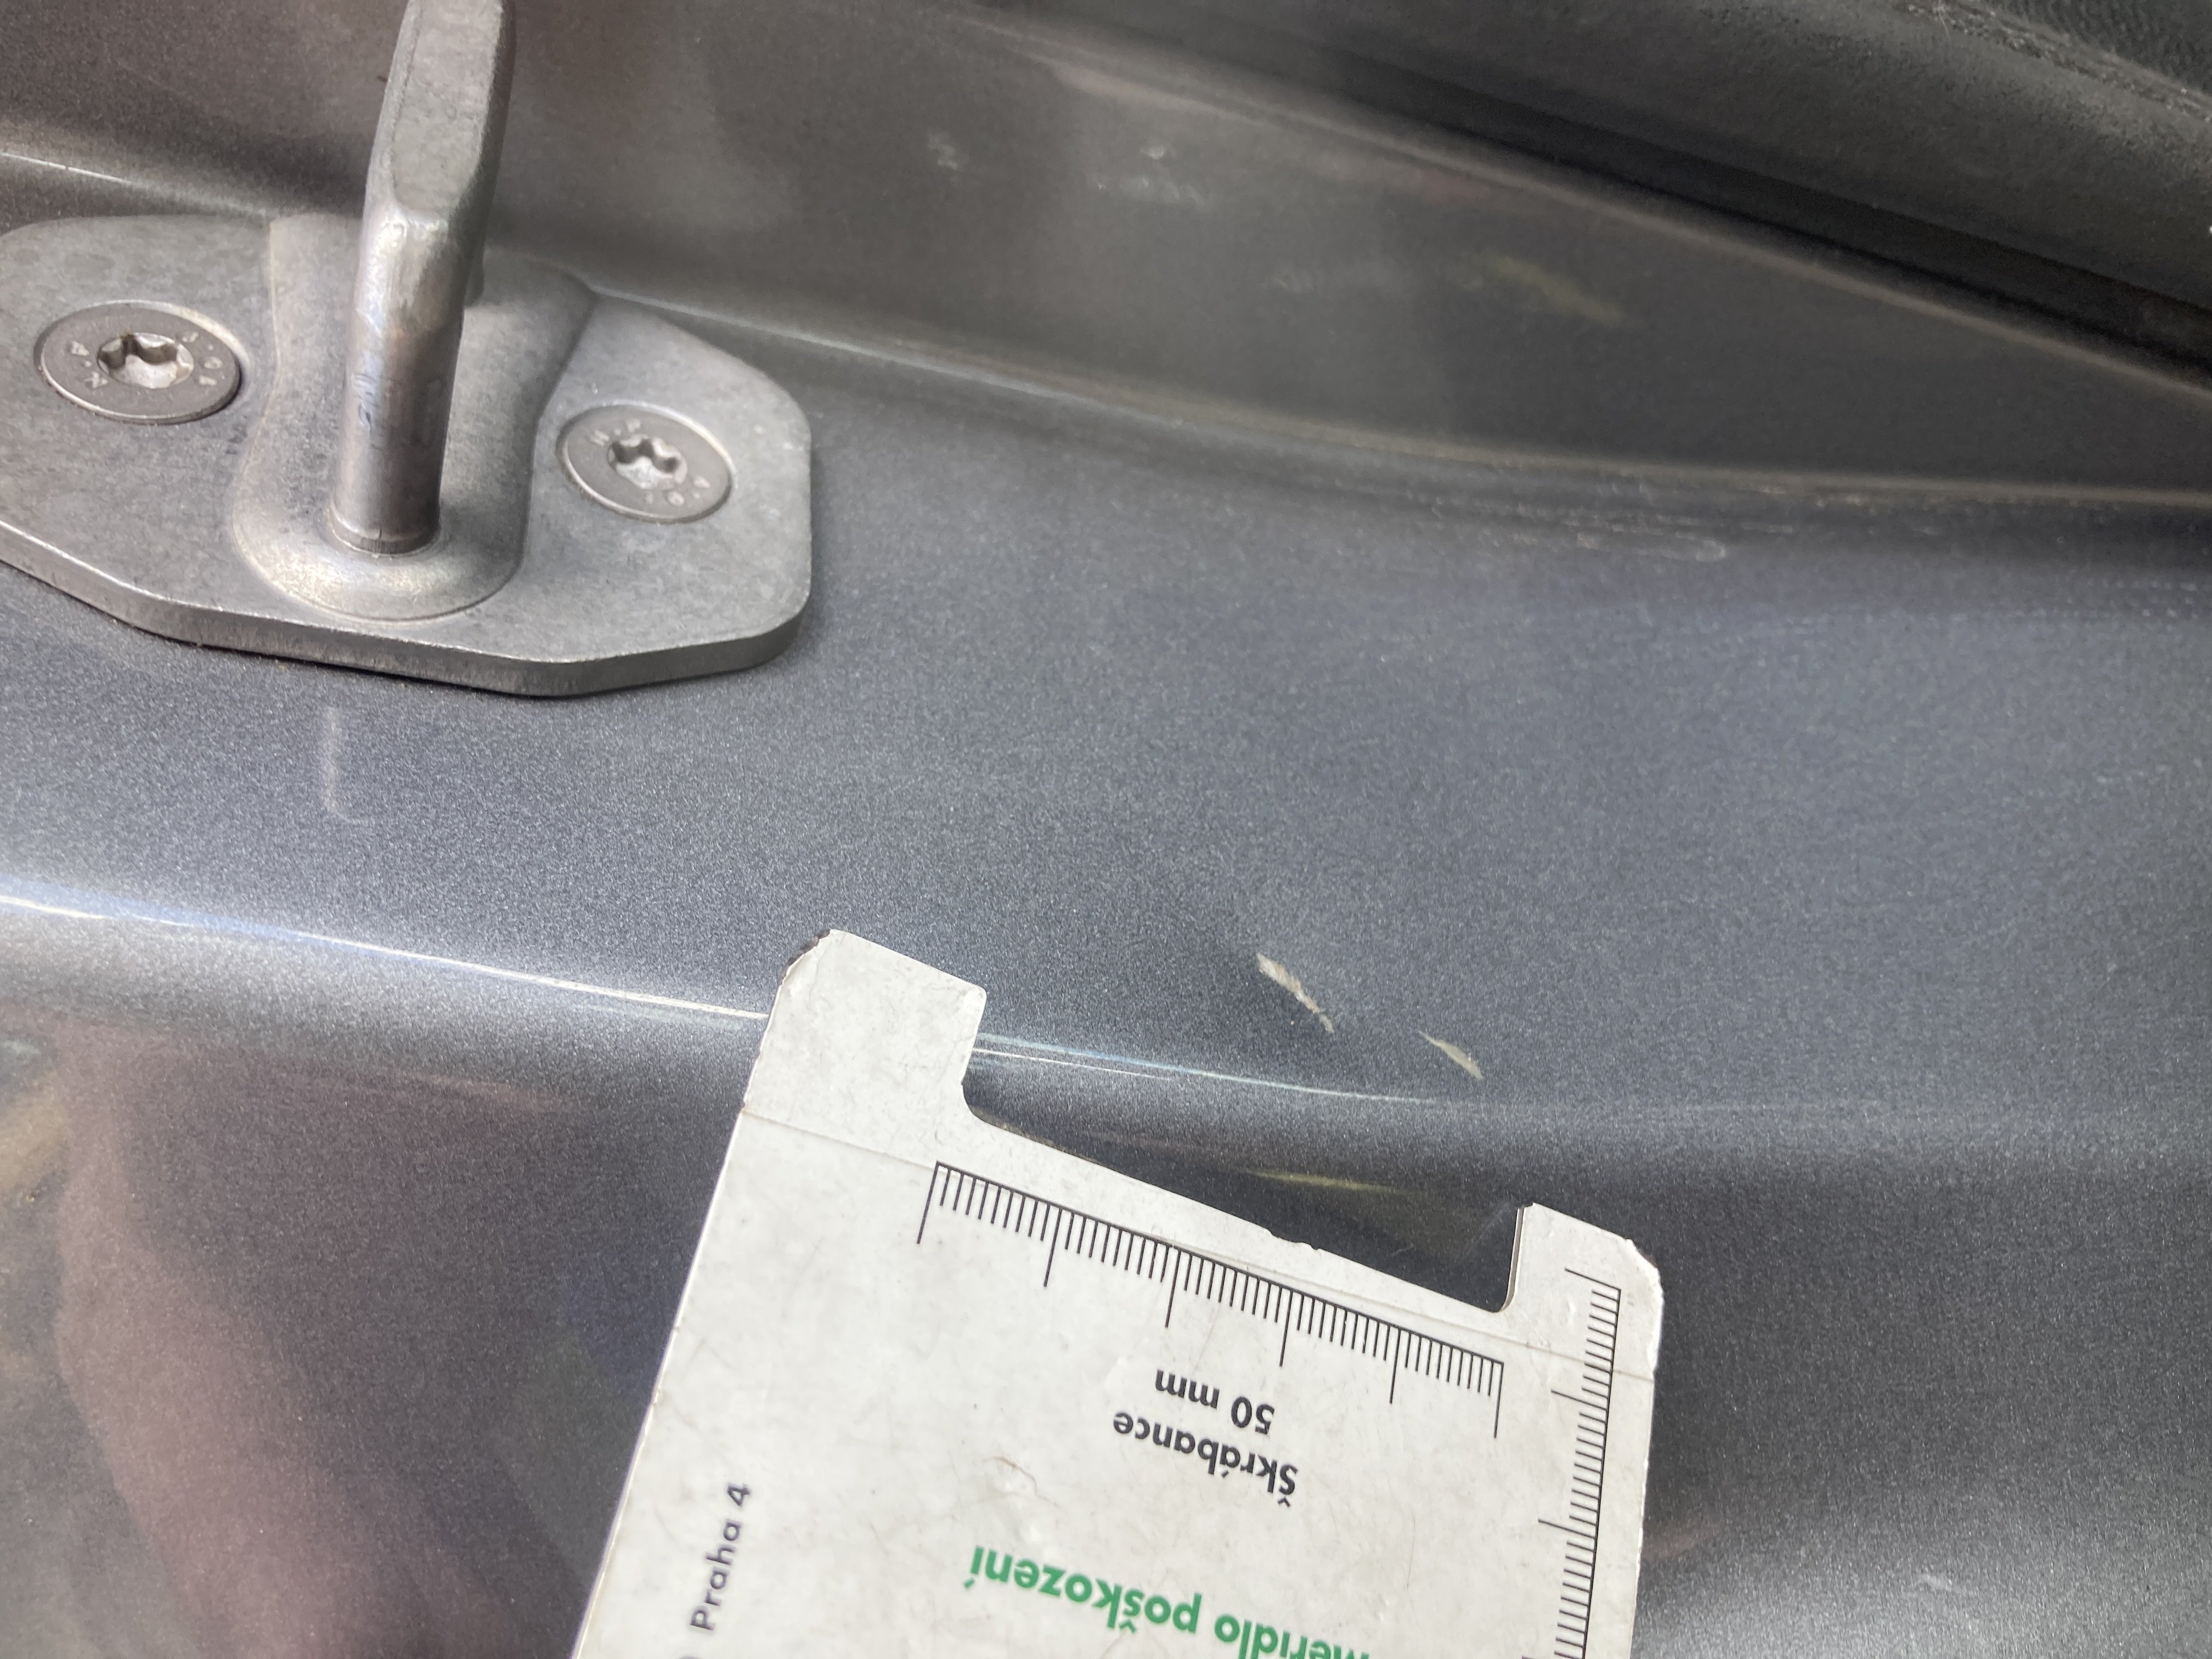 Škrábance
50 mm
měřidlo poškození
Praha 4